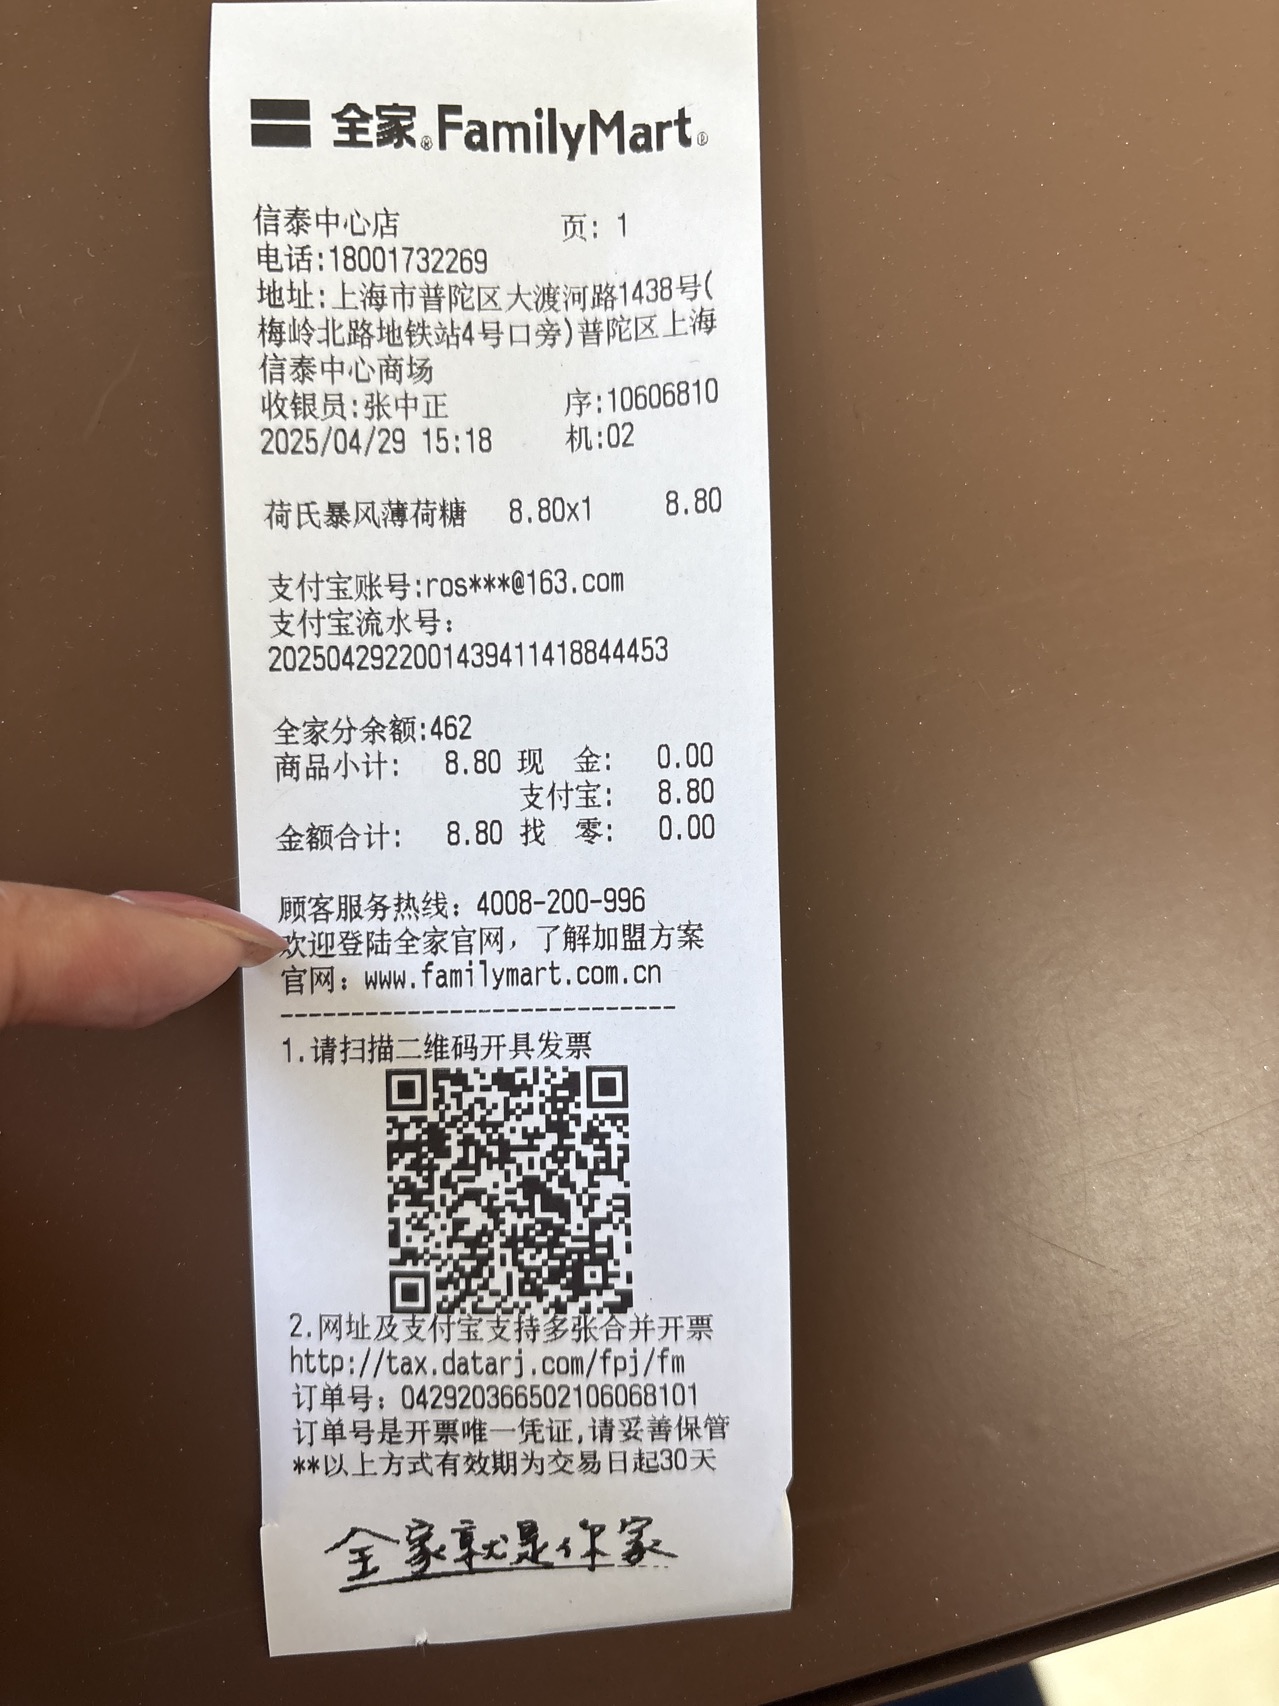 全家® FamilyMart®
信泰中心店 页: 1
电话:18001732269
地址:上海市普陀区大渡河路1438号(
梅岭北路地铁站4号口旁)普陀区上海
信泰中心商场
收银员:张中正 序:10606810
2025/04/29 15:18 机:02
荷氏暴风薄荷糖 8.80x1 8.80
支付宝账号:ros***@163.com
支付宝流水号:
2025042922001439411418844453
全家分余额:462
商品小计: 8.80 现 金: 0.00
支付宝: 8.80
金额合计: 8.80 找 零: 0.00
顾客服务热线: 4008-200-996
欢迎登陆全家官网，了解加盟方案
官网: www.familymart.com.cn
----------------------------
1.请扫描二维码开具发票
2.网址及支付宝支持多张合并开票
http://tax.datarj.com/fpj/fm
订单号: 042920366502106068101
订单号是开票唯一凭证,请妥善保管
**以上方式有效期为交易日起30天
全家就是你家